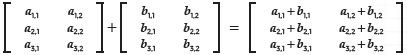 [ a1,1 a1,2 ] + [ b1,1 b1,2 ] = [ a1,1 + b1,1 a1,2 + b1,2 ]
[ a2,1 a2,2 ] [ b2,1 b2,2 ] [ a2,1 + b2,1 a2,2 + b2,2 ]
[ a3,1 a3,2 ] [ b3,1 b3,2 ] [ a3,1 + b3,1 a3,2 + b3,2 ]